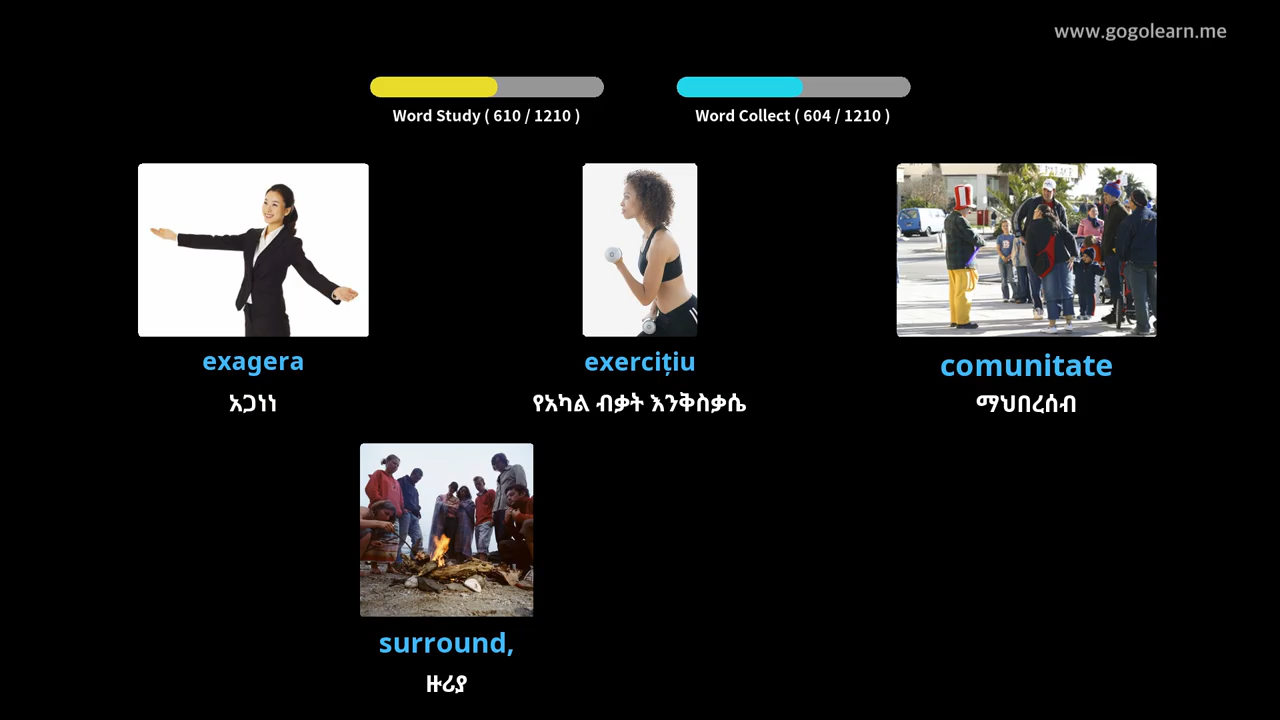 www.gogolearn.me
Word Study ( 610 / 1210 )
Word Collect ( 604 / 1210 )
exagera
አጋነነ
exercițiu
የአካል ብቃት እንቅስቃሴ
comunitate
ማህበረሰብ
surround,
ዙሪያ